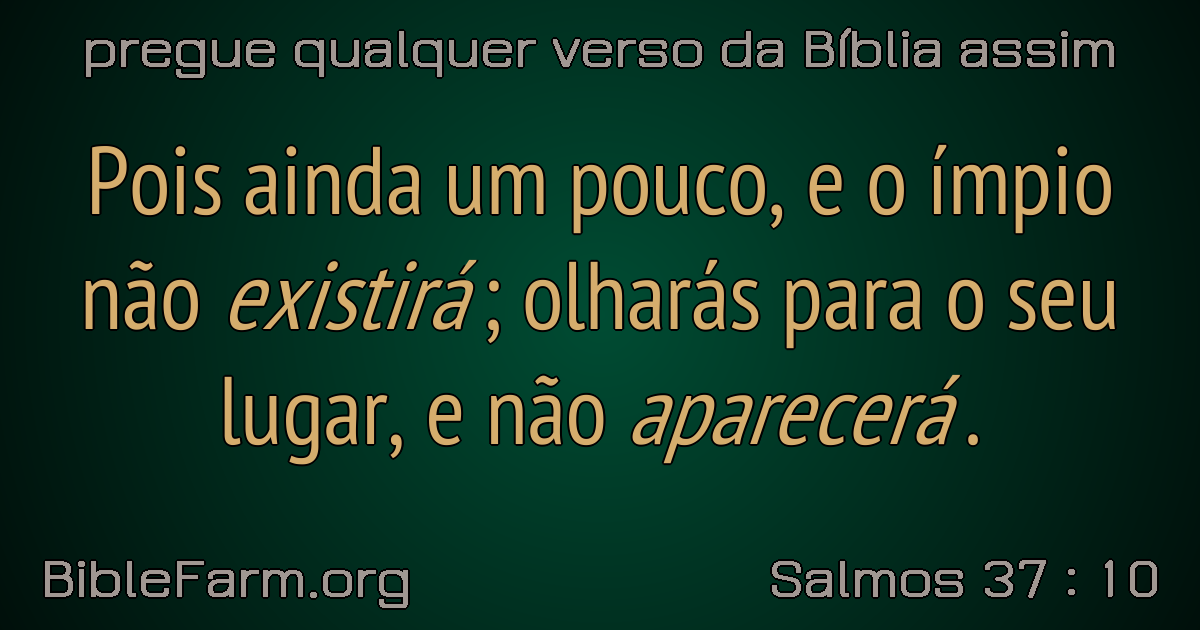 pregue qualquer verso da Bíblia assim
Pois ainda um pouco, e o ímpio
não existirá; olharás para o seu
lugar, e não aparecerá.
BibleFarm.org
Salmos 37 : 10